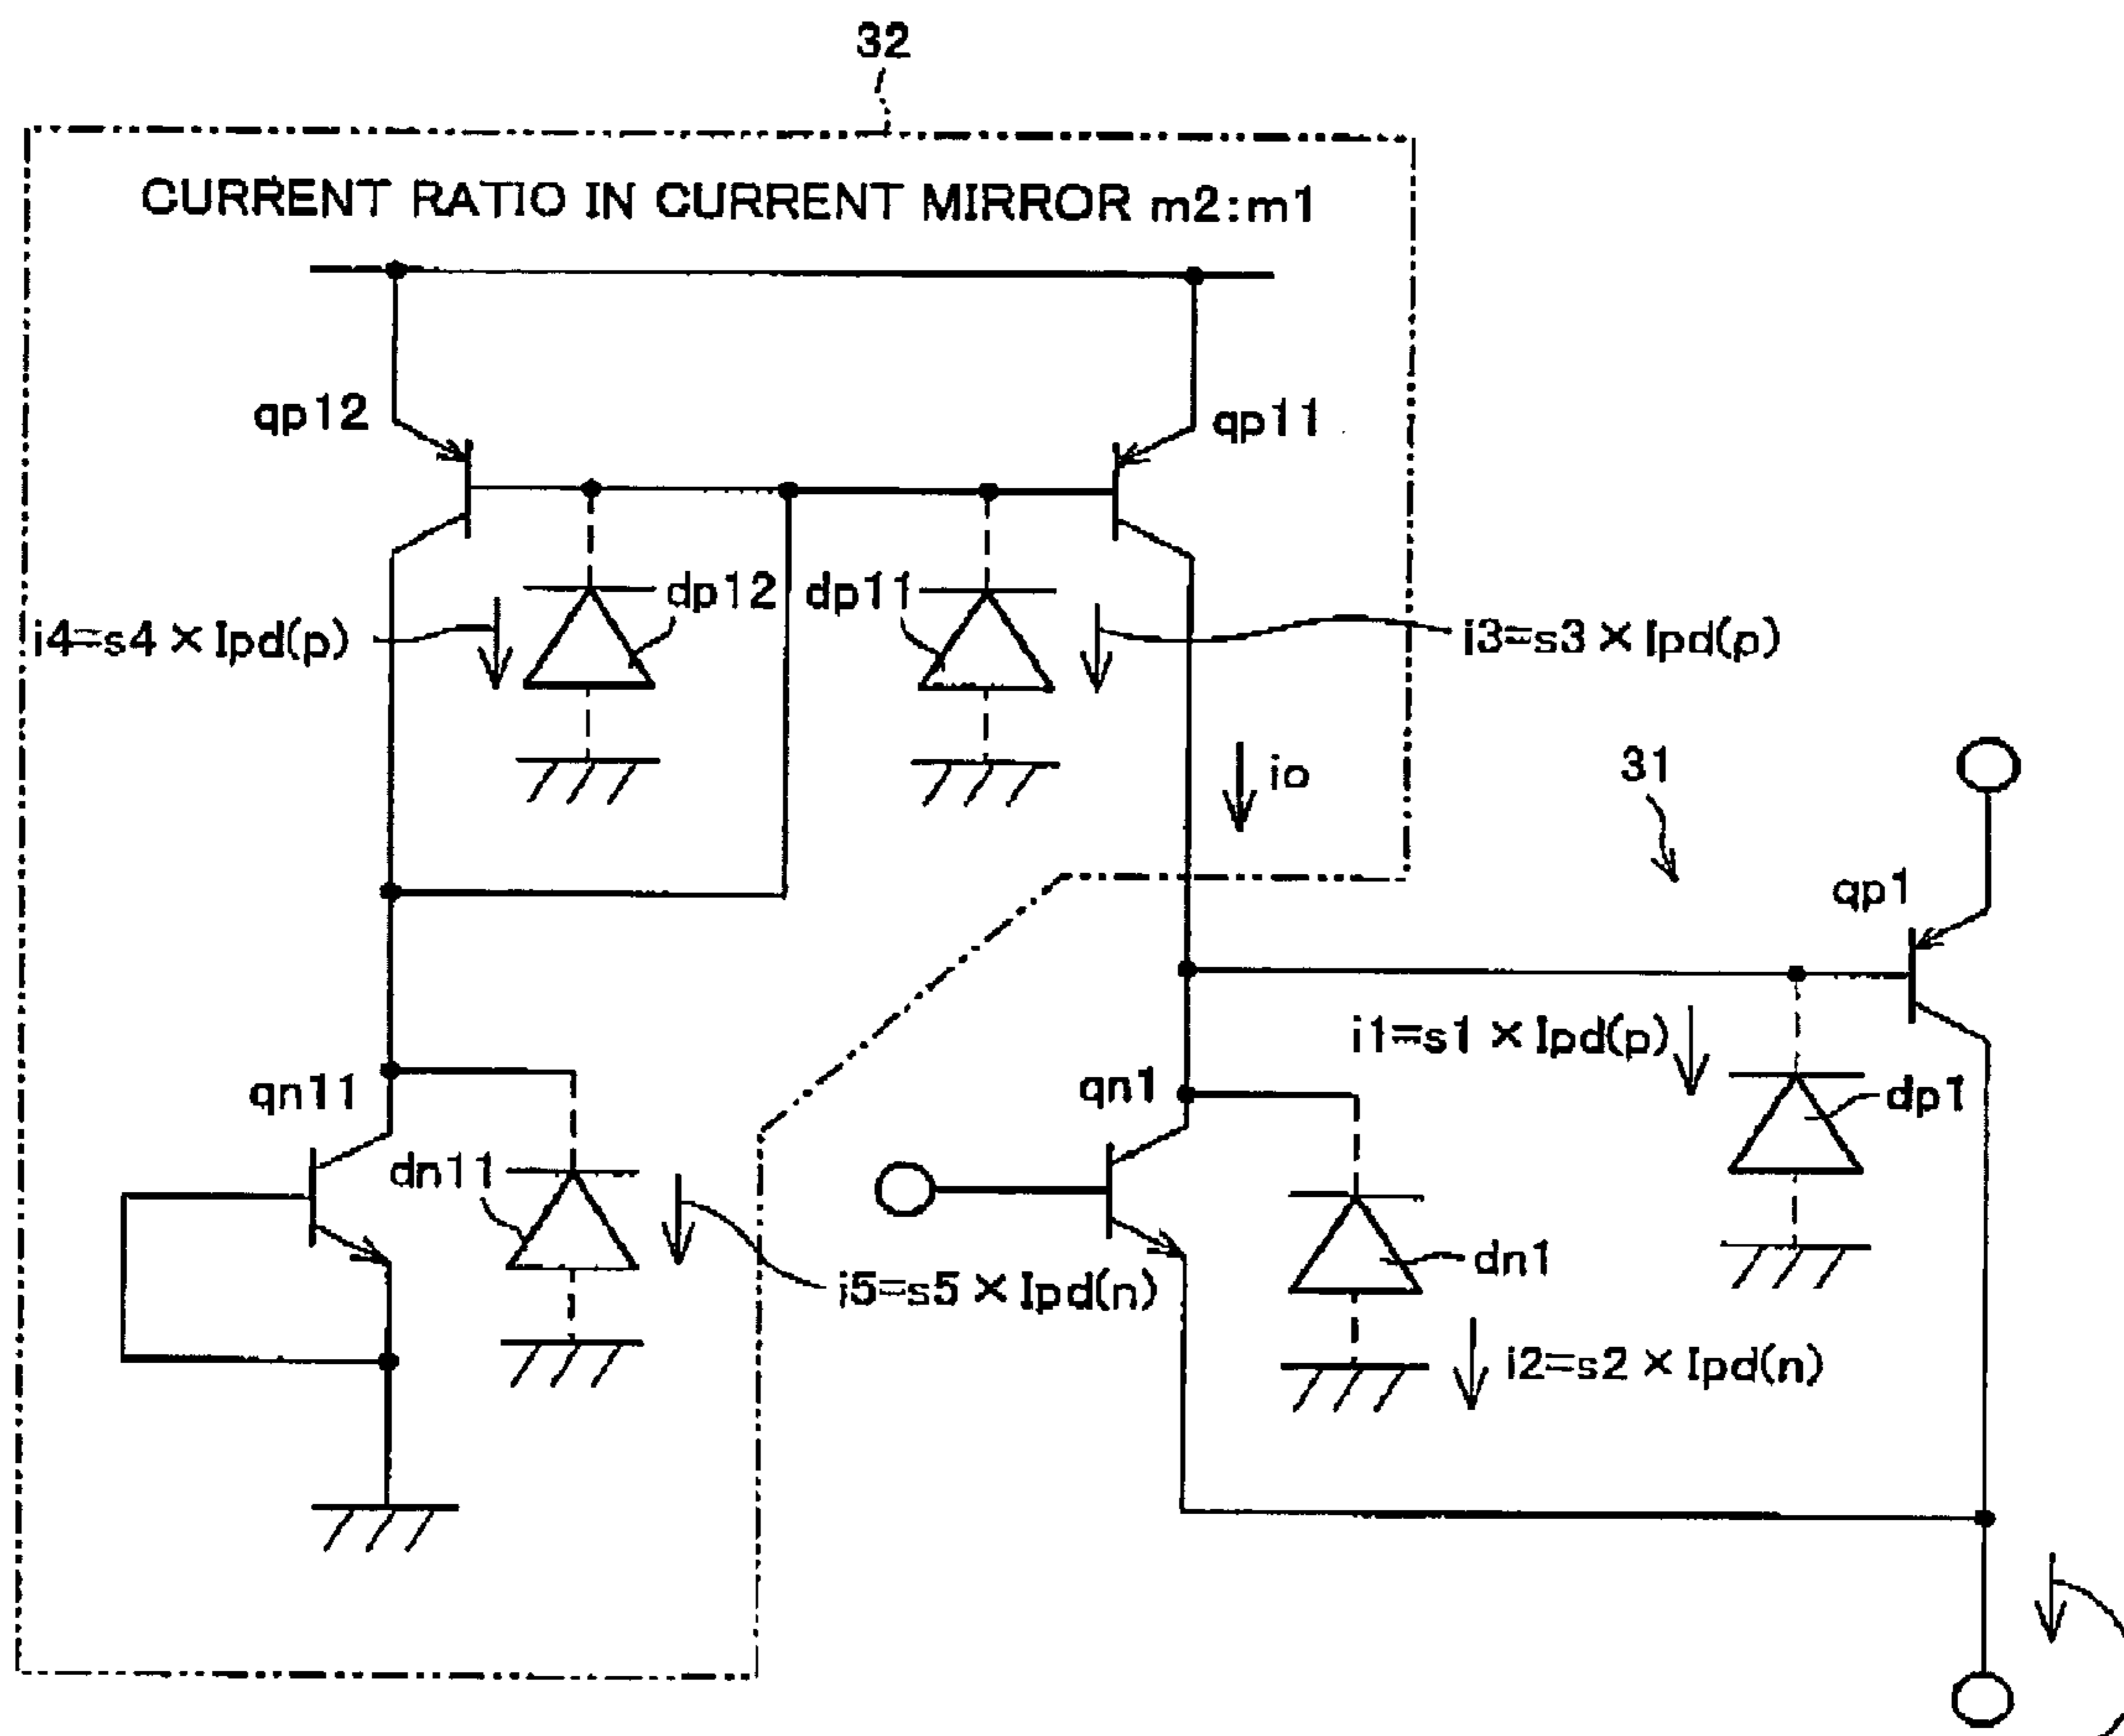 32
CURRENT RATIO IN CURRENT MIRROR m2:m1
qp12
qp11
dp12
dp11
i4=s4 × Ipd(p)
i3=s3 × Ipd(p)
io
31
qp1
i1=s1 × Ipd(p)
qn11
qn1
dp1
dn11
dn1
i5=s5 × Ipd(n)
i2=s2 × Ipd(n)